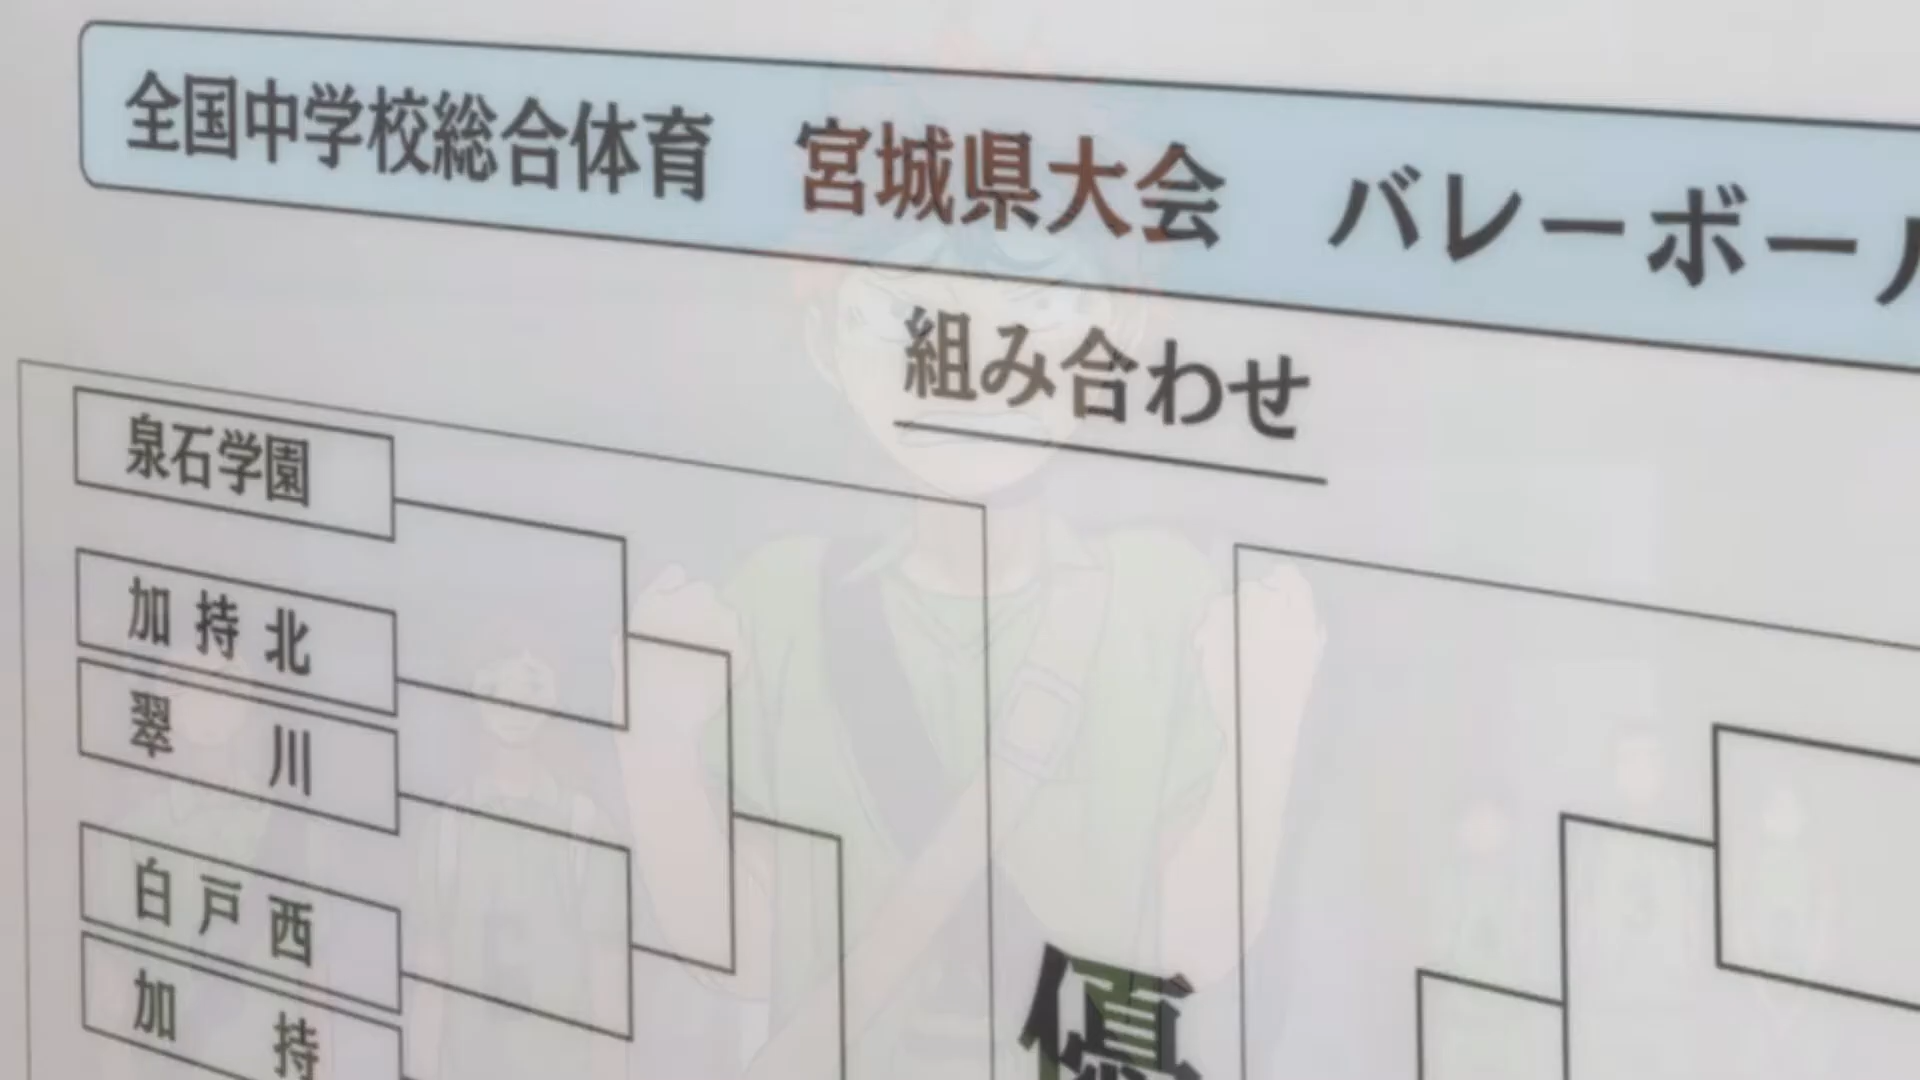 全国中学校総合体育　宮城県大会　バレーボール
組み合わせ
泉石学園
加持北
翠川
白戸西
加持
優